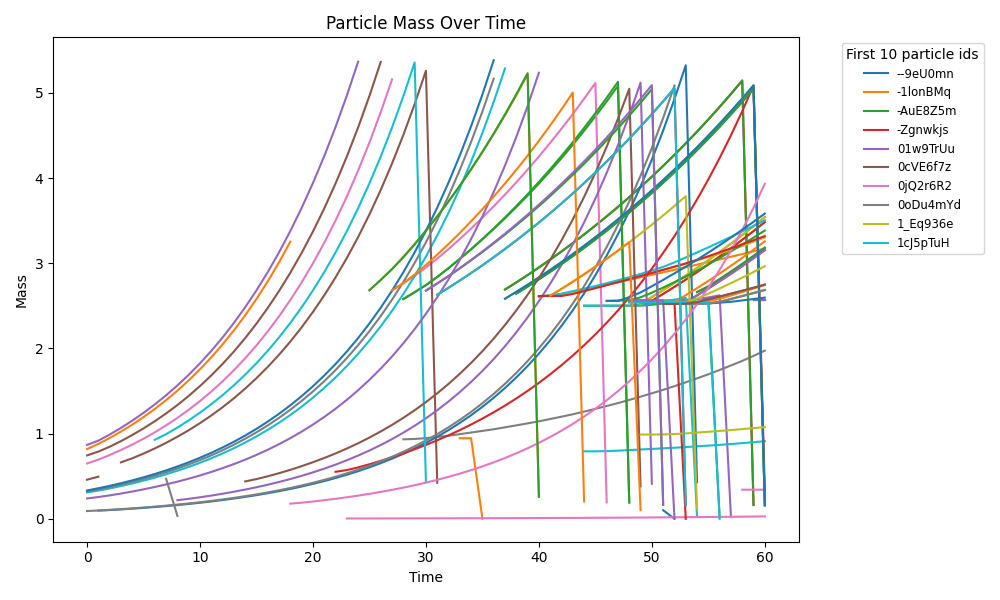 Particle Mass Over Time
First 10 particle ids
--9eU0mn
-1lonBMq
-AuE8Z5m
-Zgnwkjs
01w9TrUu
0cVE6f7z
0jQ2r6R2
0oDu4mYd
1_Eq936e
1cJ5pTuH
Mass
5
4
3
2
1
0
0 10 20 30 40 50 60
Time